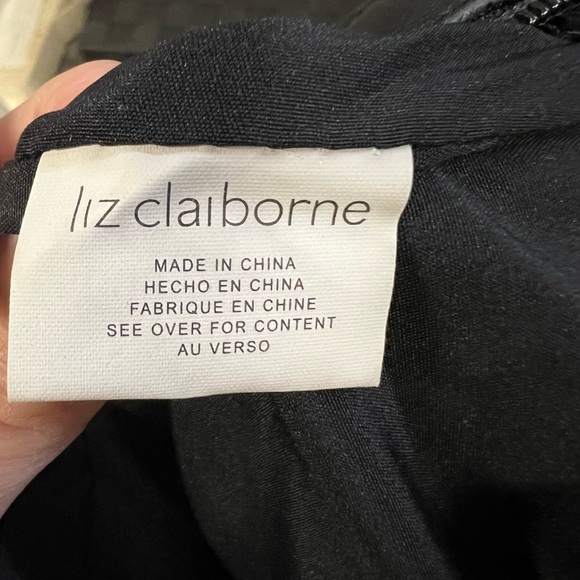 liz claiborne
MADE IN CHINA
HECHO EN CHINA
FABRIQUE EN CHINE
SEE OVER FOR CONTENT
AU VERSO